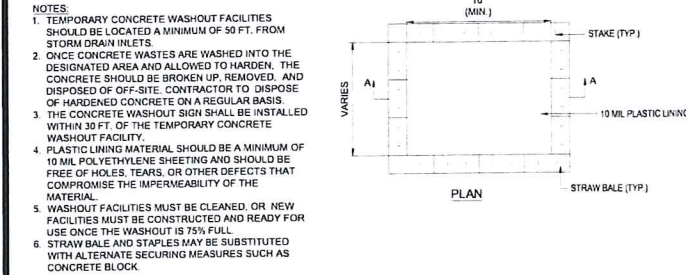 NOTES:
1. TEMPORARY CONCRETE WASHOUT FACILITIES
SHOULD BE LOCATED A MINIMUM OF 50 FT. FROM
STORM DRAIN INLETS.
2. ONCE CONCRETE WASTES ARE WASHED INTO THE
DESIGNATED AREA AND ALLOWED TO HARDEN, THE
CONCRETE SHOULD BE BROKEN UP, REMOVED, AND
DISPOSED OF OFF-SITE. CONTRACTOR TO DISPOSE
OF HARDENED CONCRETE ON A REGULAR BASIS.
3. THE CONCRETE WASHOUT SIGN SHALL BE INSTALLED
WITHIN 30 FT. OF THE TEMPORARY CONCRETE
WASHOUT FACILITY.
4. PLASTIC LINING MATERIAL SHOULD BE A MINIMUM OF
10 MIL POLYETHYLENE SHEETING AND SHOULD BE
FREE OF HOLES, TEARS, OR OTHER DEFECTS THAT
COMPROMISE THE IMPERMEABILITY OF THE
MATERIAL.
5. WASHOUT FACILITIES MUST BE CLEANED, OR NEW
FACILITIES MUST BE CONSTRUCTED AND READY FOR
USE ONCE THE WASHOUT IS 75% FULL.
6. STRAW BALE AND STAPLES MAY BE SUBSTITUTED
WITH ALTERNATE SECURING MEASURES SUCH AS
CONCRETE BLOCK.
(MIN.)
STAKE (TYP.)
A
A
VARIES
10 MIL PLASTIC LINING
STRAW BALE (TYP.)
PLAN